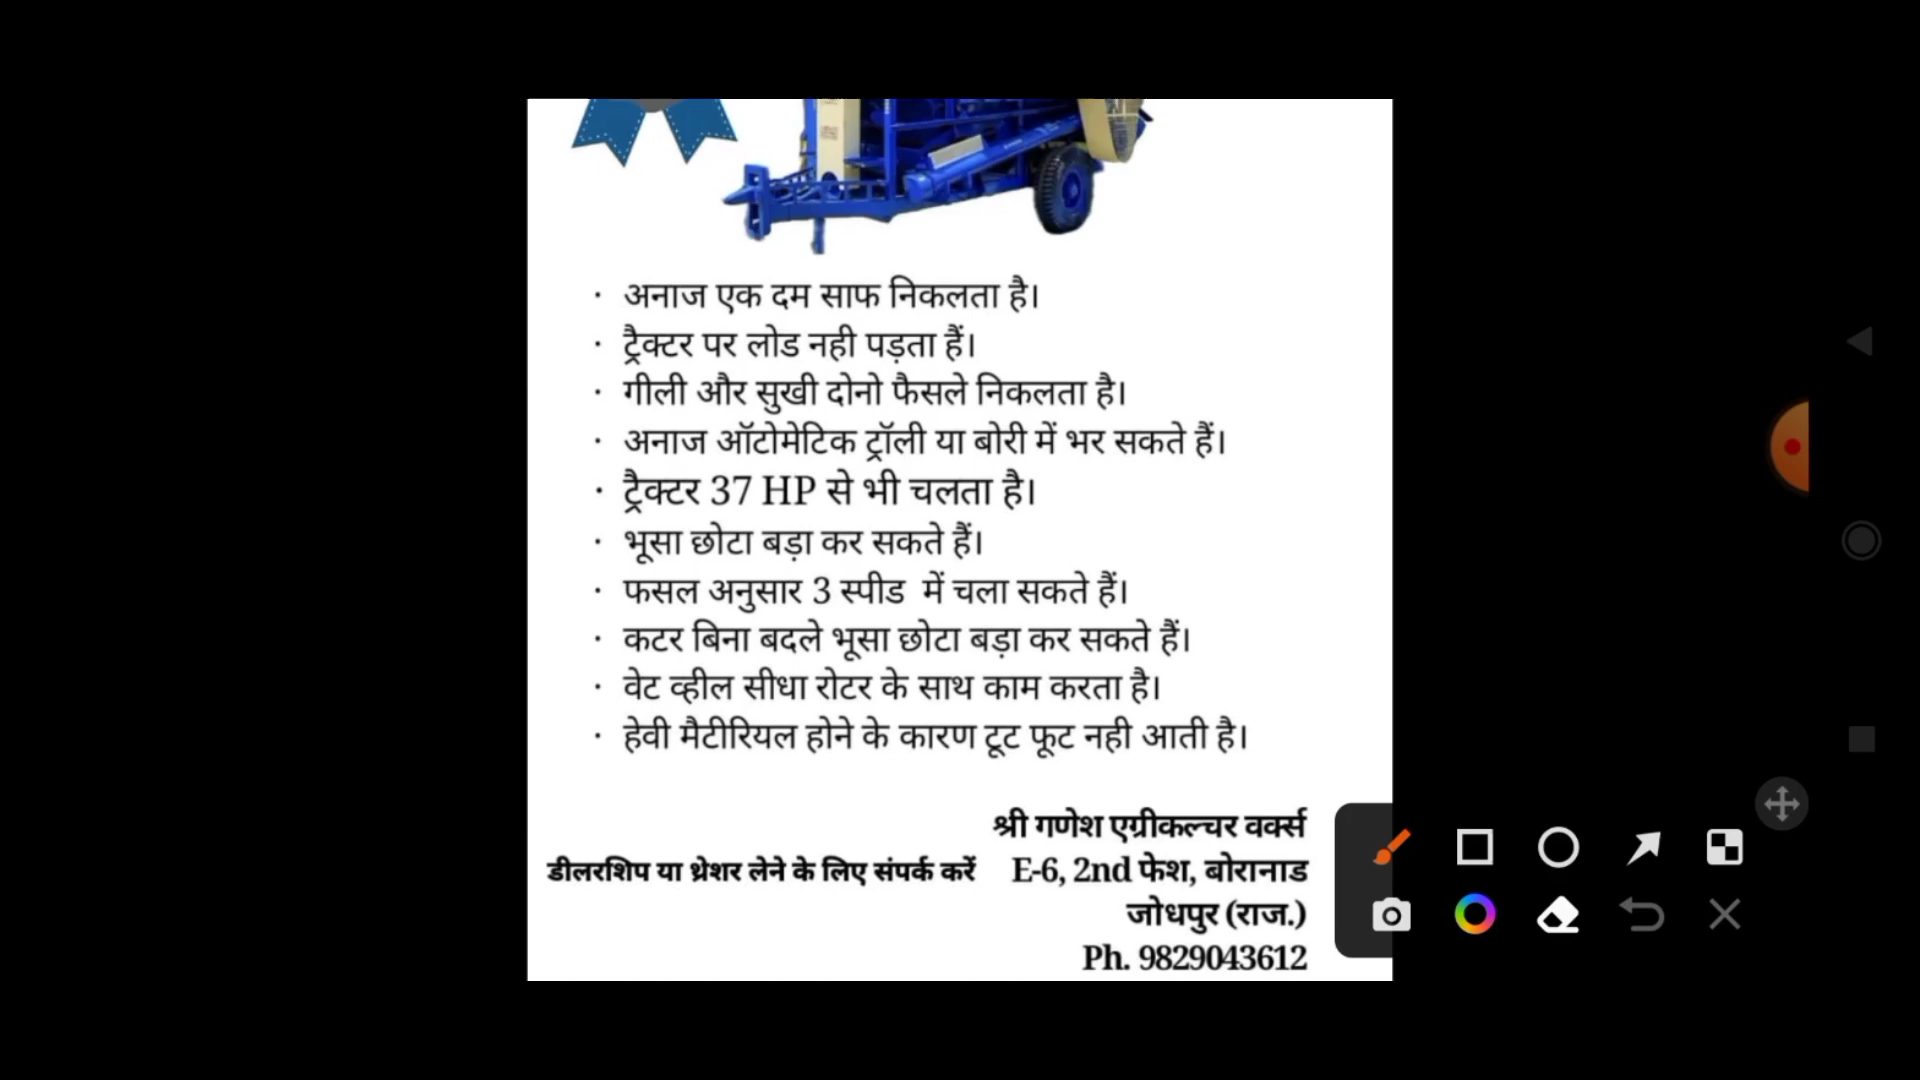 · अनाज एक दम साफ निकलता है।
· ट्रैक्टर पर लोड नही पड़ता हैं।
· गीली और सुखी दोनो फैसले निकलता है।
· अनाज ऑटोमेटिक ट्रॉली या बोरी में भर सकते हैं।
· ट्रैक्टर 37 HP से भी चलता है।
· भूसा छोटा बड़ा कर सकते हैं।
· फसल अनुसार 3 स्पीड में चला सकते हैं।
· कटर बिना बदले भूसा छोटा बड़ा कर सकते हैं।
· वेट व्हील सीधा रोटर के साथ काम करता है।
· हेवी मैटीरियल होने के कारण टूट फूट नही आती है।
श्री गणेश एग्रीकल्चर वर्क्स
डीलरशिप या थ्रेशर लेने के लिए संपर्क करें E-6, 2nd फेश, बोरानाड
जोधपुर (राज.)
Ph. 9829043612